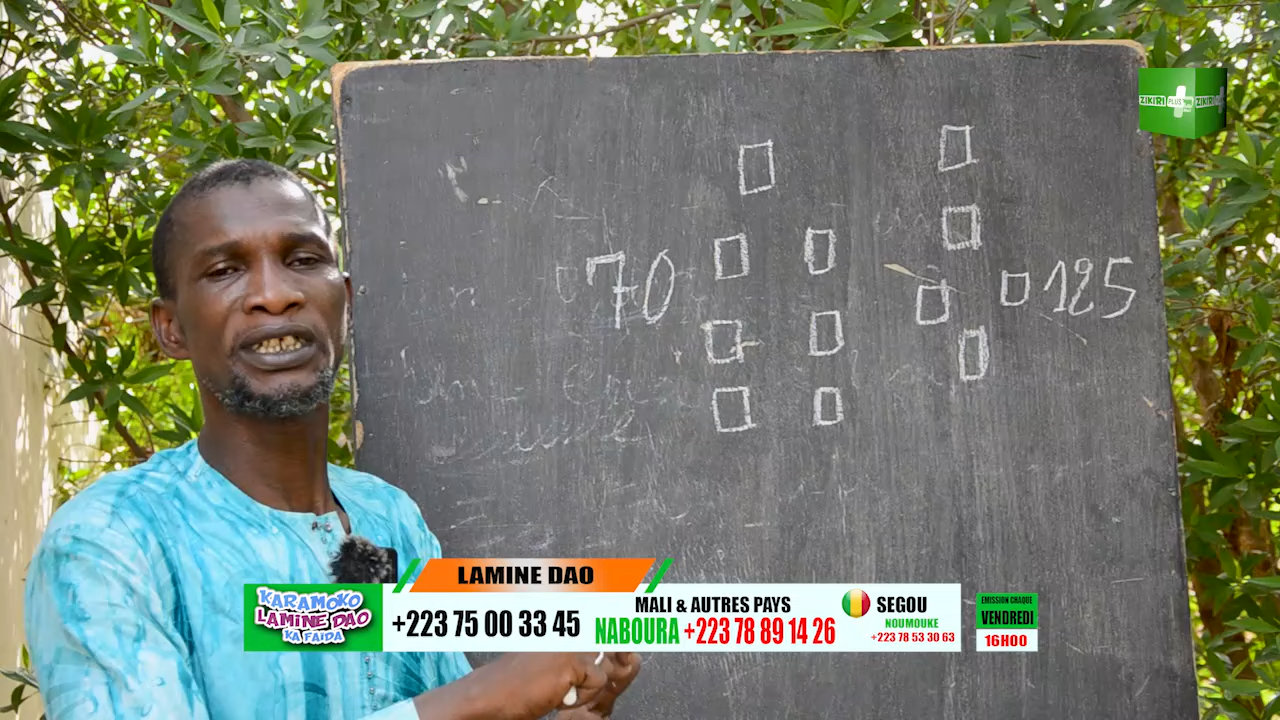 ZIKIRI PLUS ZIKIRI
70
125
LAMINE DAO
KARAMOKO
LAMINE DAO
KA FAIDA
+223 75 00 33 45
MALI & AUTRES PAYS
NABOURA +223 78 89 14 26
SEGOU
NOUMOUKE
+223 78 53 30 63
EMISSION CHAQUE
VENDREDI
16H00